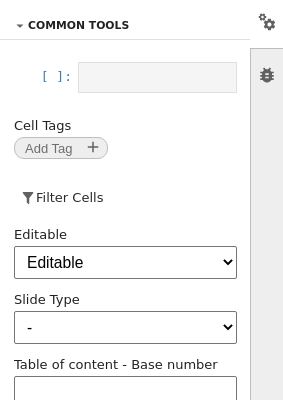 COMMON TOOLS
[ ]:
Cell Tags
Add Tag +
Filter Cells
Editable
Editable
Slide Type
-
Table of content - Base number